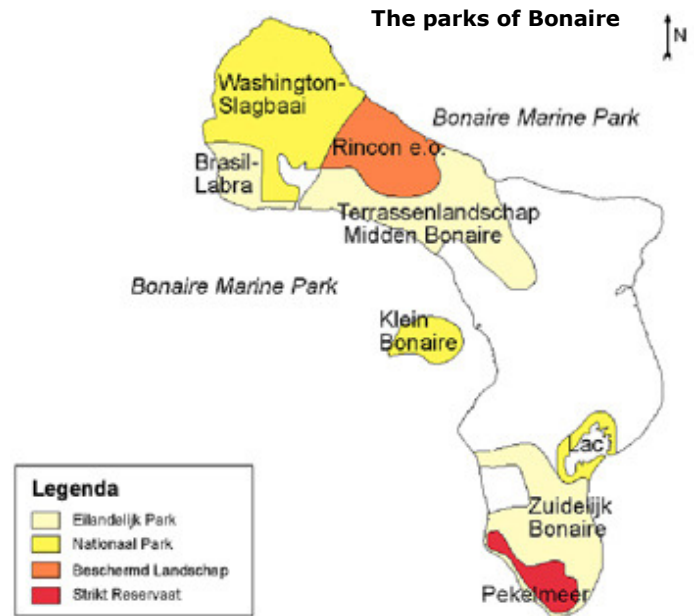 The parks of Bonaire
N
Washington-
Slagbaai
Bonaire Marine Park
Rincon e.o.
Brasil-
Labra
Terrassenlandschap
Midden Bonaire
Bonaire Marine Park
Klein
Bonaire
Lac
Zuidelijk
Bonaire
Pekelmeer
Legenda
Eilandelijk Park
Nationaal Park
Beschermd Landschap
Strikt Reservaat